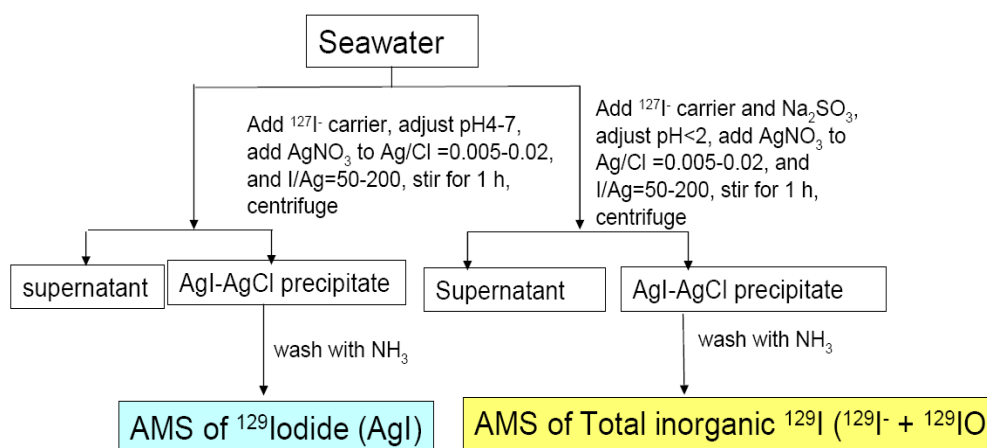 Seawater
Add ¹²⁷I⁻ carrier, adjust pH4-7,
add AgNO₃ to Ag/Cl =0.005-0.02,
and I/Ag=50-200, stir for 1 h,
centrifuge
Add ¹²⁷I⁻ carrier and Na₂SO₃,
adjust pH<2, add AgNO₃ to
Ag/Cl =0.005-0.02, and
I/Ag=50-200, stir for 1 h,
centrifuge
supernatant
AgI-AgCl precipitate
Supernatant
AgI-AgCl precipitate
wash with NH₃
wash with NH₃
AMS of ¹²⁹Iodide (AgI)
AMS of Total inorganic ¹²⁹I (¹²⁹I⁻ + ¹²⁹IO